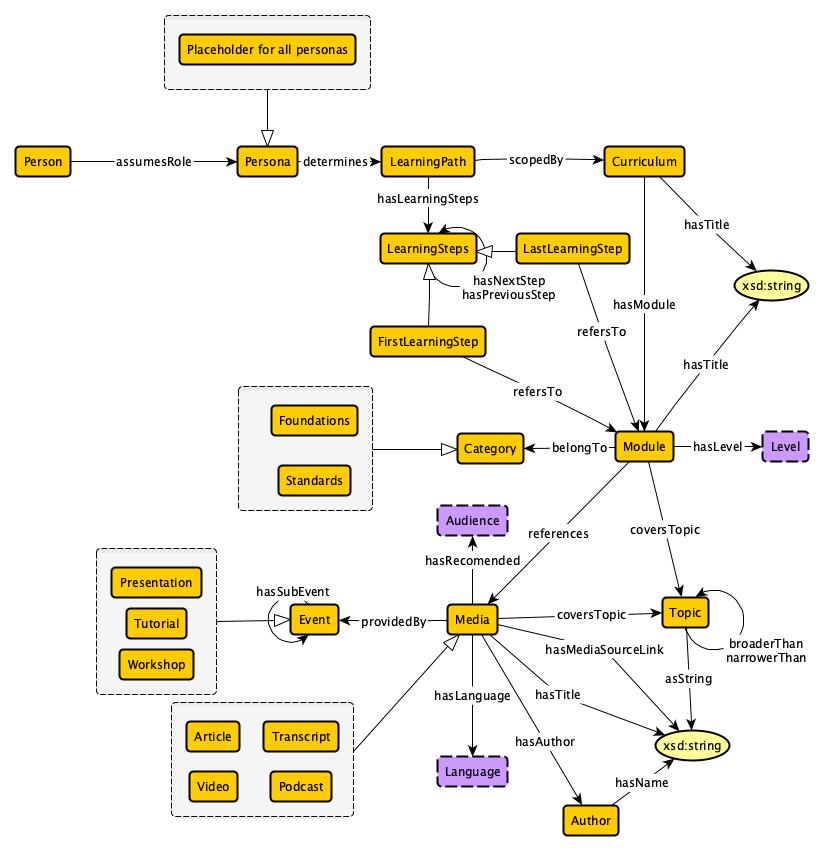 Placeholder for all personas
Person
assumesRole
Persona
determines
LearningPath
scopedBy
Curriculum
hasLearningSteps
hasTitle
LearningSteps
LastLearningStep
hasNextStep
hasPreviousStep
xsd:string
hasModule
refersTo
FirstLearningStep
hasTitle
refersTo
Foundations
Standards
Category
belongTo
Module
hasLevel
Level
Audience
references
coversTopic
hasRecomended
Presentation
Tutorial
Workshop
hasSubEvent
Event
providedBy
Media
coversTopic
Topic
broaderThan
narrowerThan
hasMediaSourceLink
asString
hasLanguage
hasTitle
hasAuthor
Article
Transcript
Video
Podcast
xsd:string
Language
hasName
Author